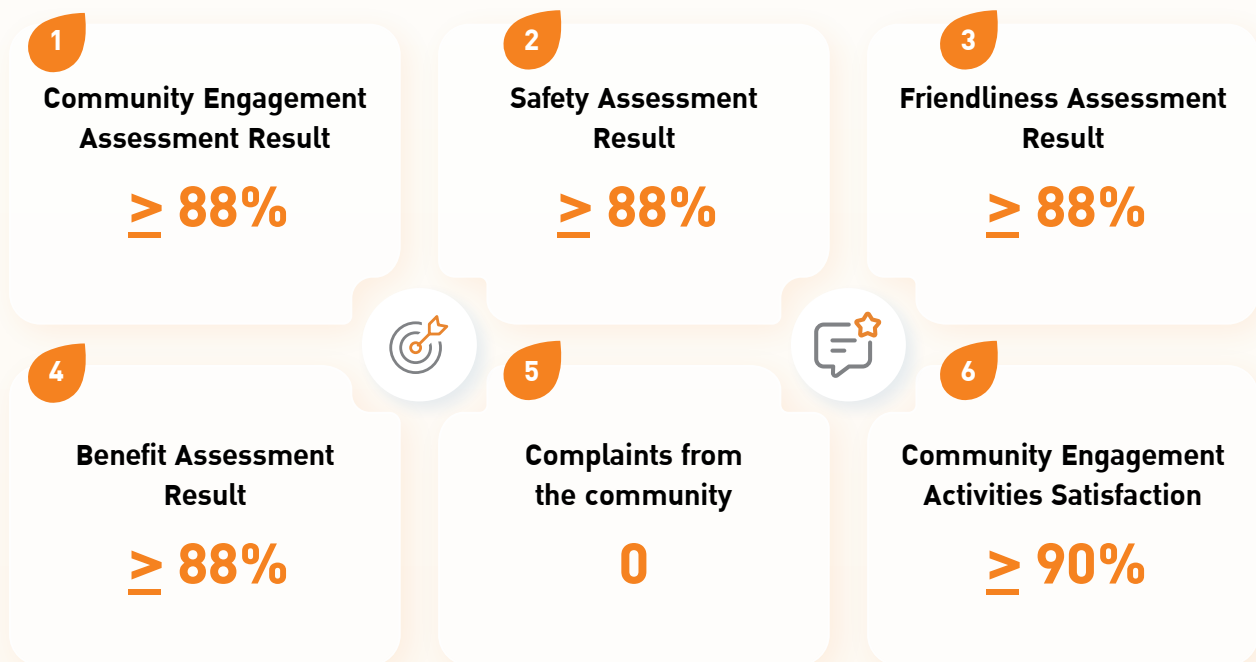 1
Community Engagement
Assessment Result
≥ 88%
2
Safety Assessment
Result
≥ 88%
3
Friendliness Assessment
Result
≥ 88%
4
Benefit Assessment
Result
≥ 88%
5
Complaints from
the community
0
6
Community Engagement
Activities Satisfaction
≥ 90%